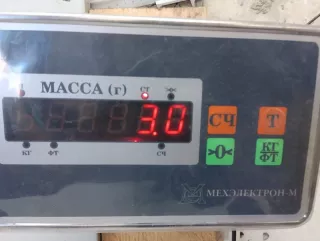 МАССА (г)
СТ
3.0
КГ ФТ СЧ
СЧ Т
>0< КГ ФТ
МЕХЭЛЕКТРОН-М